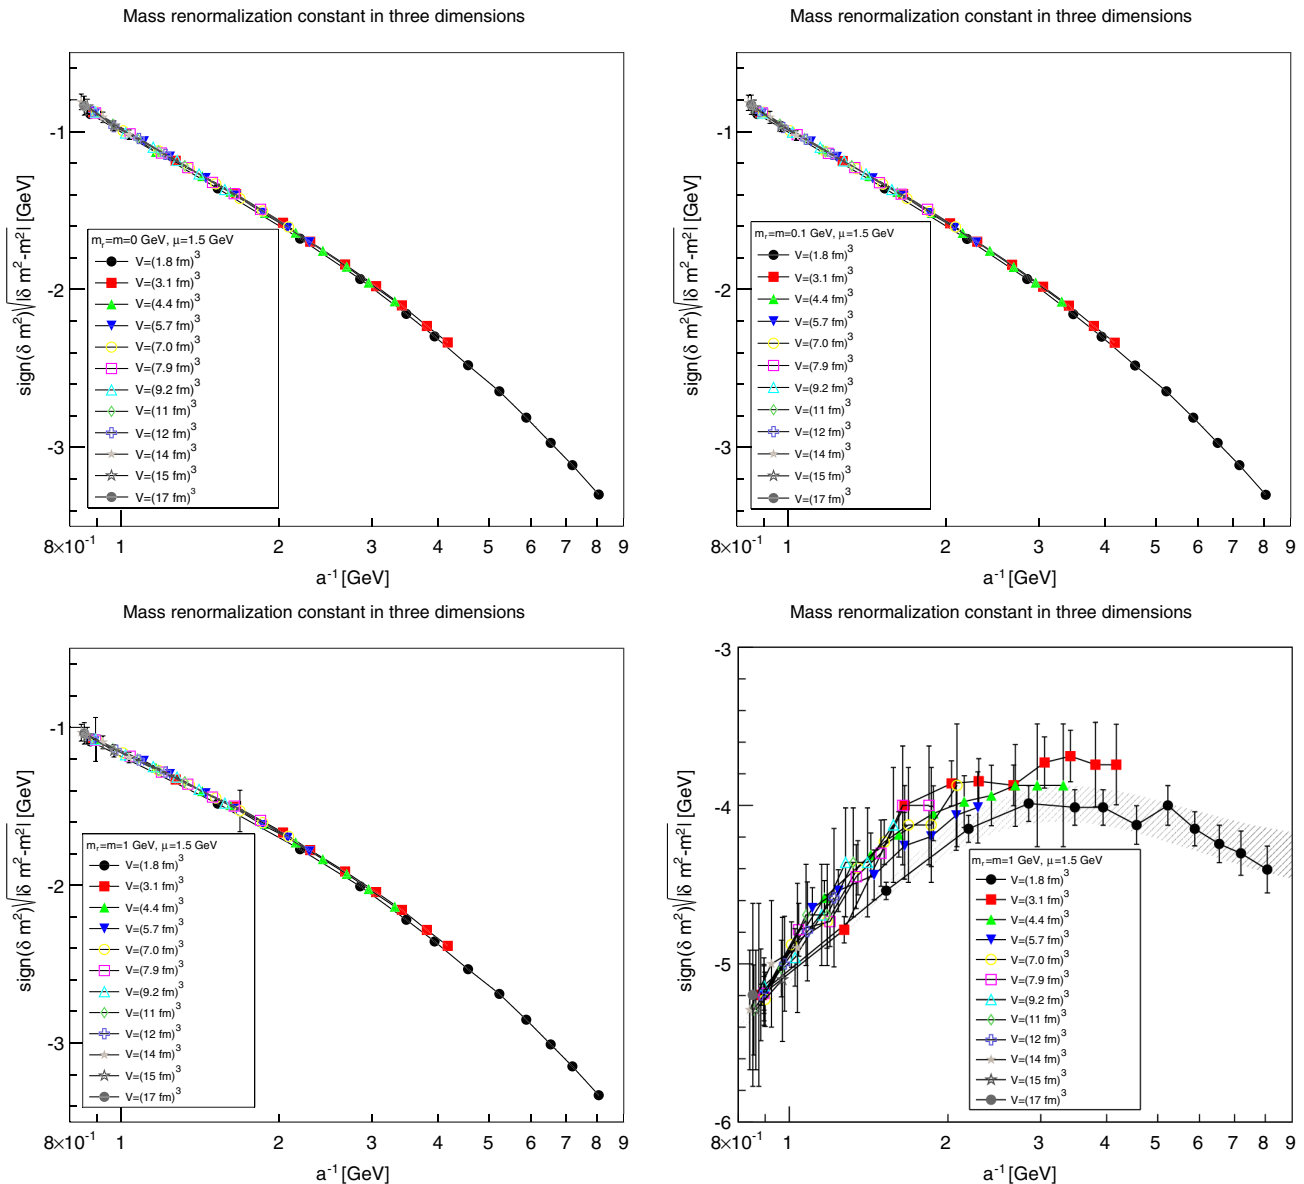 Mass renormalization constant in three dimensions
sign(δ m²)√|δ m²-m²| [GeV]
-1
-2
-3
m_r=m=0 GeV, μ=1.5 GeV
V=(1.8 fm)³
V=(3.1 fm)³
V=(4.4 fm)³
V=(5.7 fm)³
V=(7.0 fm)³
V=(7.9 fm)³
V=(9.2 fm)³
V=(11 fm)³
V=(12 fm)³
V=(14 fm)³
V=(15 fm)³
V=(17 fm)³
8×10⁻¹ 1 2 3 4 5 6 7 8 9
a⁻¹ [GeV]
Mass renormalization constant in three dimensions
sign(δ m²)√|δ m²-m²| [GeV]
-1
-2
-3
m_r=m=0.1 GeV, μ=1.5 GeV
V=(1.8 fm)³
V=(3.1 fm)³
V=(4.4 fm)³
V=(5.7 fm)³
V=(7.0 fm)³
V=(7.9 fm)³
V=(9.2 fm)³
V=(11 fm)³
V=(12 fm)³
V=(14 fm)³
V=(15 fm)³
V=(17 fm)³
8×10⁻¹ 1 2 3 4 5 6 7 8 9
a⁻¹ [GeV]
Mass renormalization constant in three dimensions
sign(δ m²)√|δ m²-m²| [GeV]
-1
-2
-3
m_r=m=1 GeV, μ=1.5 GeV
V=(1.8 fm)³
V=(3.1 fm)³
V=(4.4 fm)³
V=(5.7 fm)³
V=(7.0 fm)³
V=(7.9 fm)³
V=(9.2 fm)³
V=(11 fm)³
V=(12 fm)³
V=(14 fm)³
V=(15 fm)³
V=(17 fm)³
8×10⁻¹ 1 2 3 4 5 6 7 8 9
a⁻¹ [GeV]
Mass renormalization constant in three dimensions
sign(δ m²)√|δ m²-m²| [GeV]
-3
-4
-5
-6
m_r=m=1 GeV, μ=1.5 GeV
V=(1.8 fm)³
V=(3.1 fm)³
V=(4.4 fm)³
V=(5.7 fm)³
V=(7.0 fm)³
V=(7.9 fm)³
V=(9.2 fm)³
V=(11 fm)³
V=(12 fm)³
V=(14 fm)³
V=(15 fm)³
V=(17 fm)³
8×10⁻¹ 1 2 3 4 5 6 7 8 9
a⁻¹ [GeV]